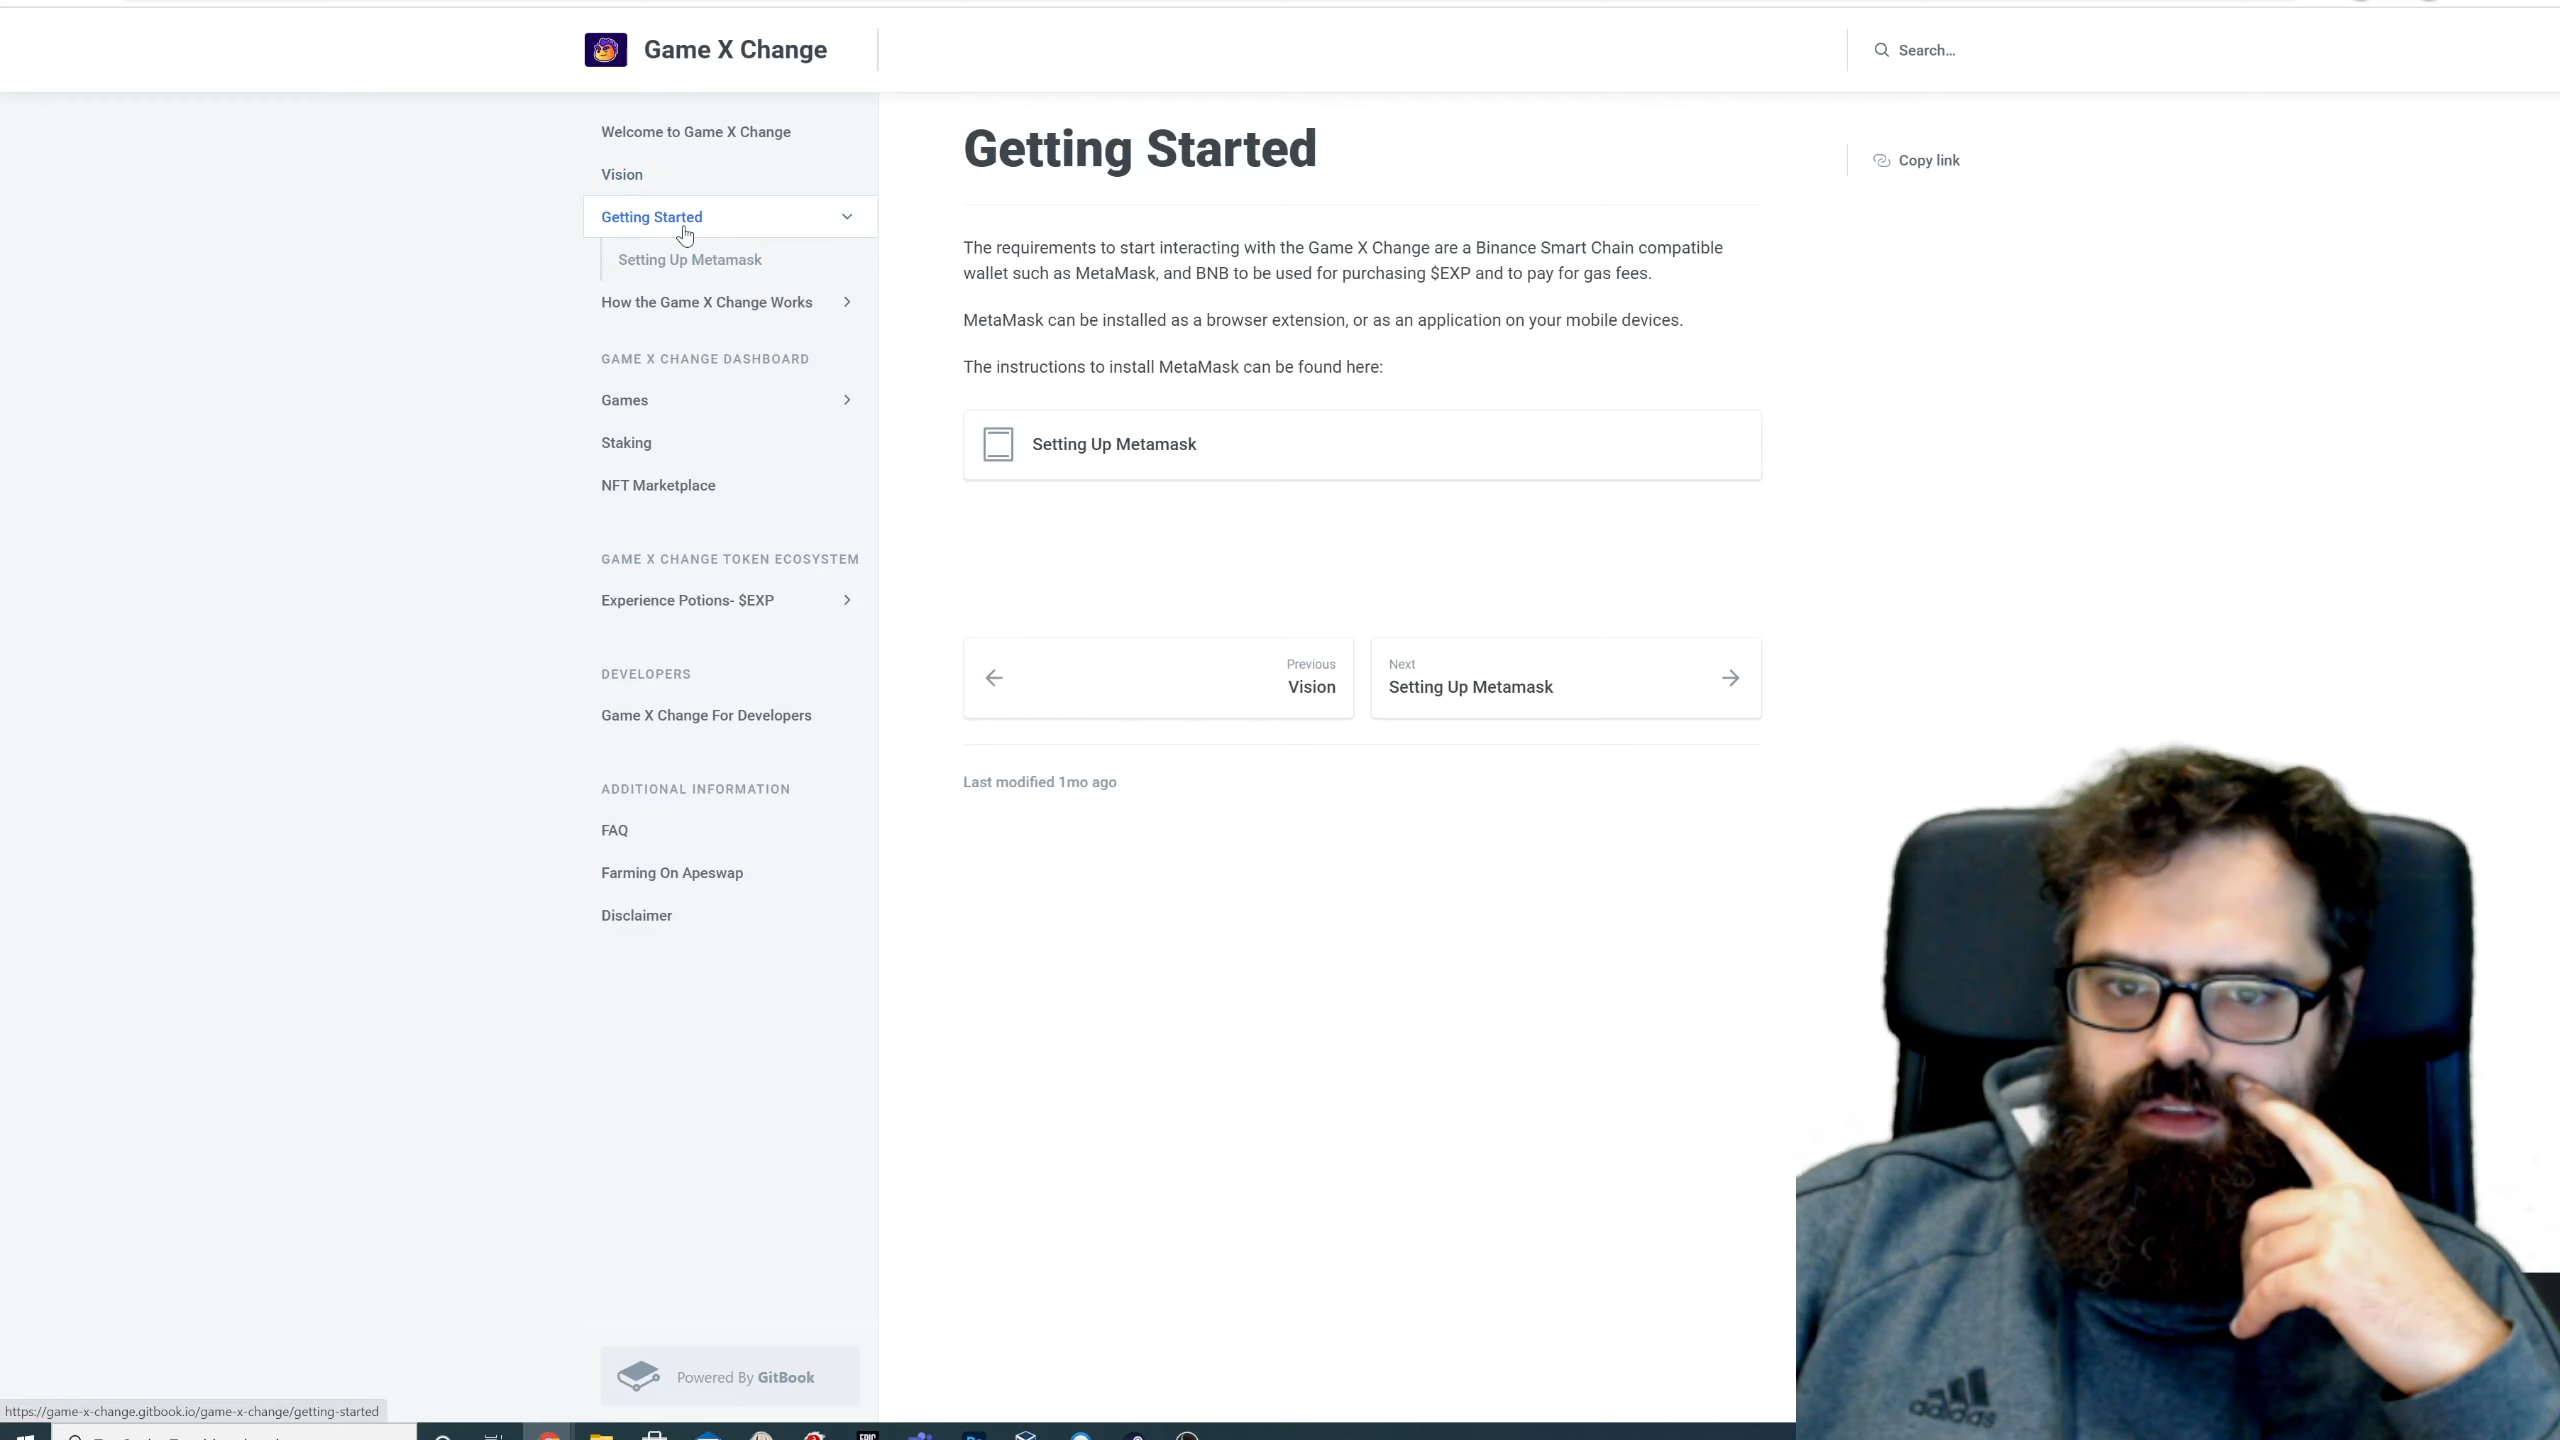 Game X Change
Search...
Welcome to Game X Change
Vision
Getting Started
Setting Up Metamask
How the Game X Change Works
GAME X CHANGE DASHBOARD
Games
Staking
NFT Marketplace
GAME X CHANGE TOKEN ECOSYSTEM
Experience Potions- $EXP
DEVELOPERS
Game X Change For Developers
ADDITIONAL INFORMATION
FAQ
Farming On Apeswap
Disclaimer
Powered By GitBook
Getting Started
Copy link
The requirements to start interacting with the Game X Change are a Binance Smart Chain compatible
wallet such as MetaMask, and BNB to be used for purchasing $EXP and to pay for gas fees.
MetaMask can be installed as a browser extension, or as an application on your mobile devices.
The instructions to install MetaMask can be found here:
Setting Up Metamask
Previous
Vision
Next
Setting Up Metamask
Last modified 1mo ago
https://game-x-change.gitbook.io/game-x-change/getting-started
adidas